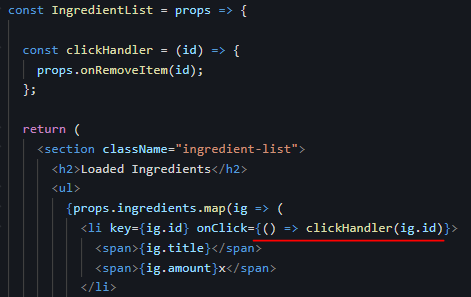 const IngredientList = props => {
const clickHandler = (id) => {
props.onRemoveItem(id);
};
return (
<section className="ingredient-list">
<h2>Loaded Ingredients</h2>
<ul>
{props.ingredients.map(ig => (
<li key={ig.id} onClick={() => clickHandler(ig.id)}>
<span>{ig.title}</span>
<span>{ig.amount}x</span>
</li>